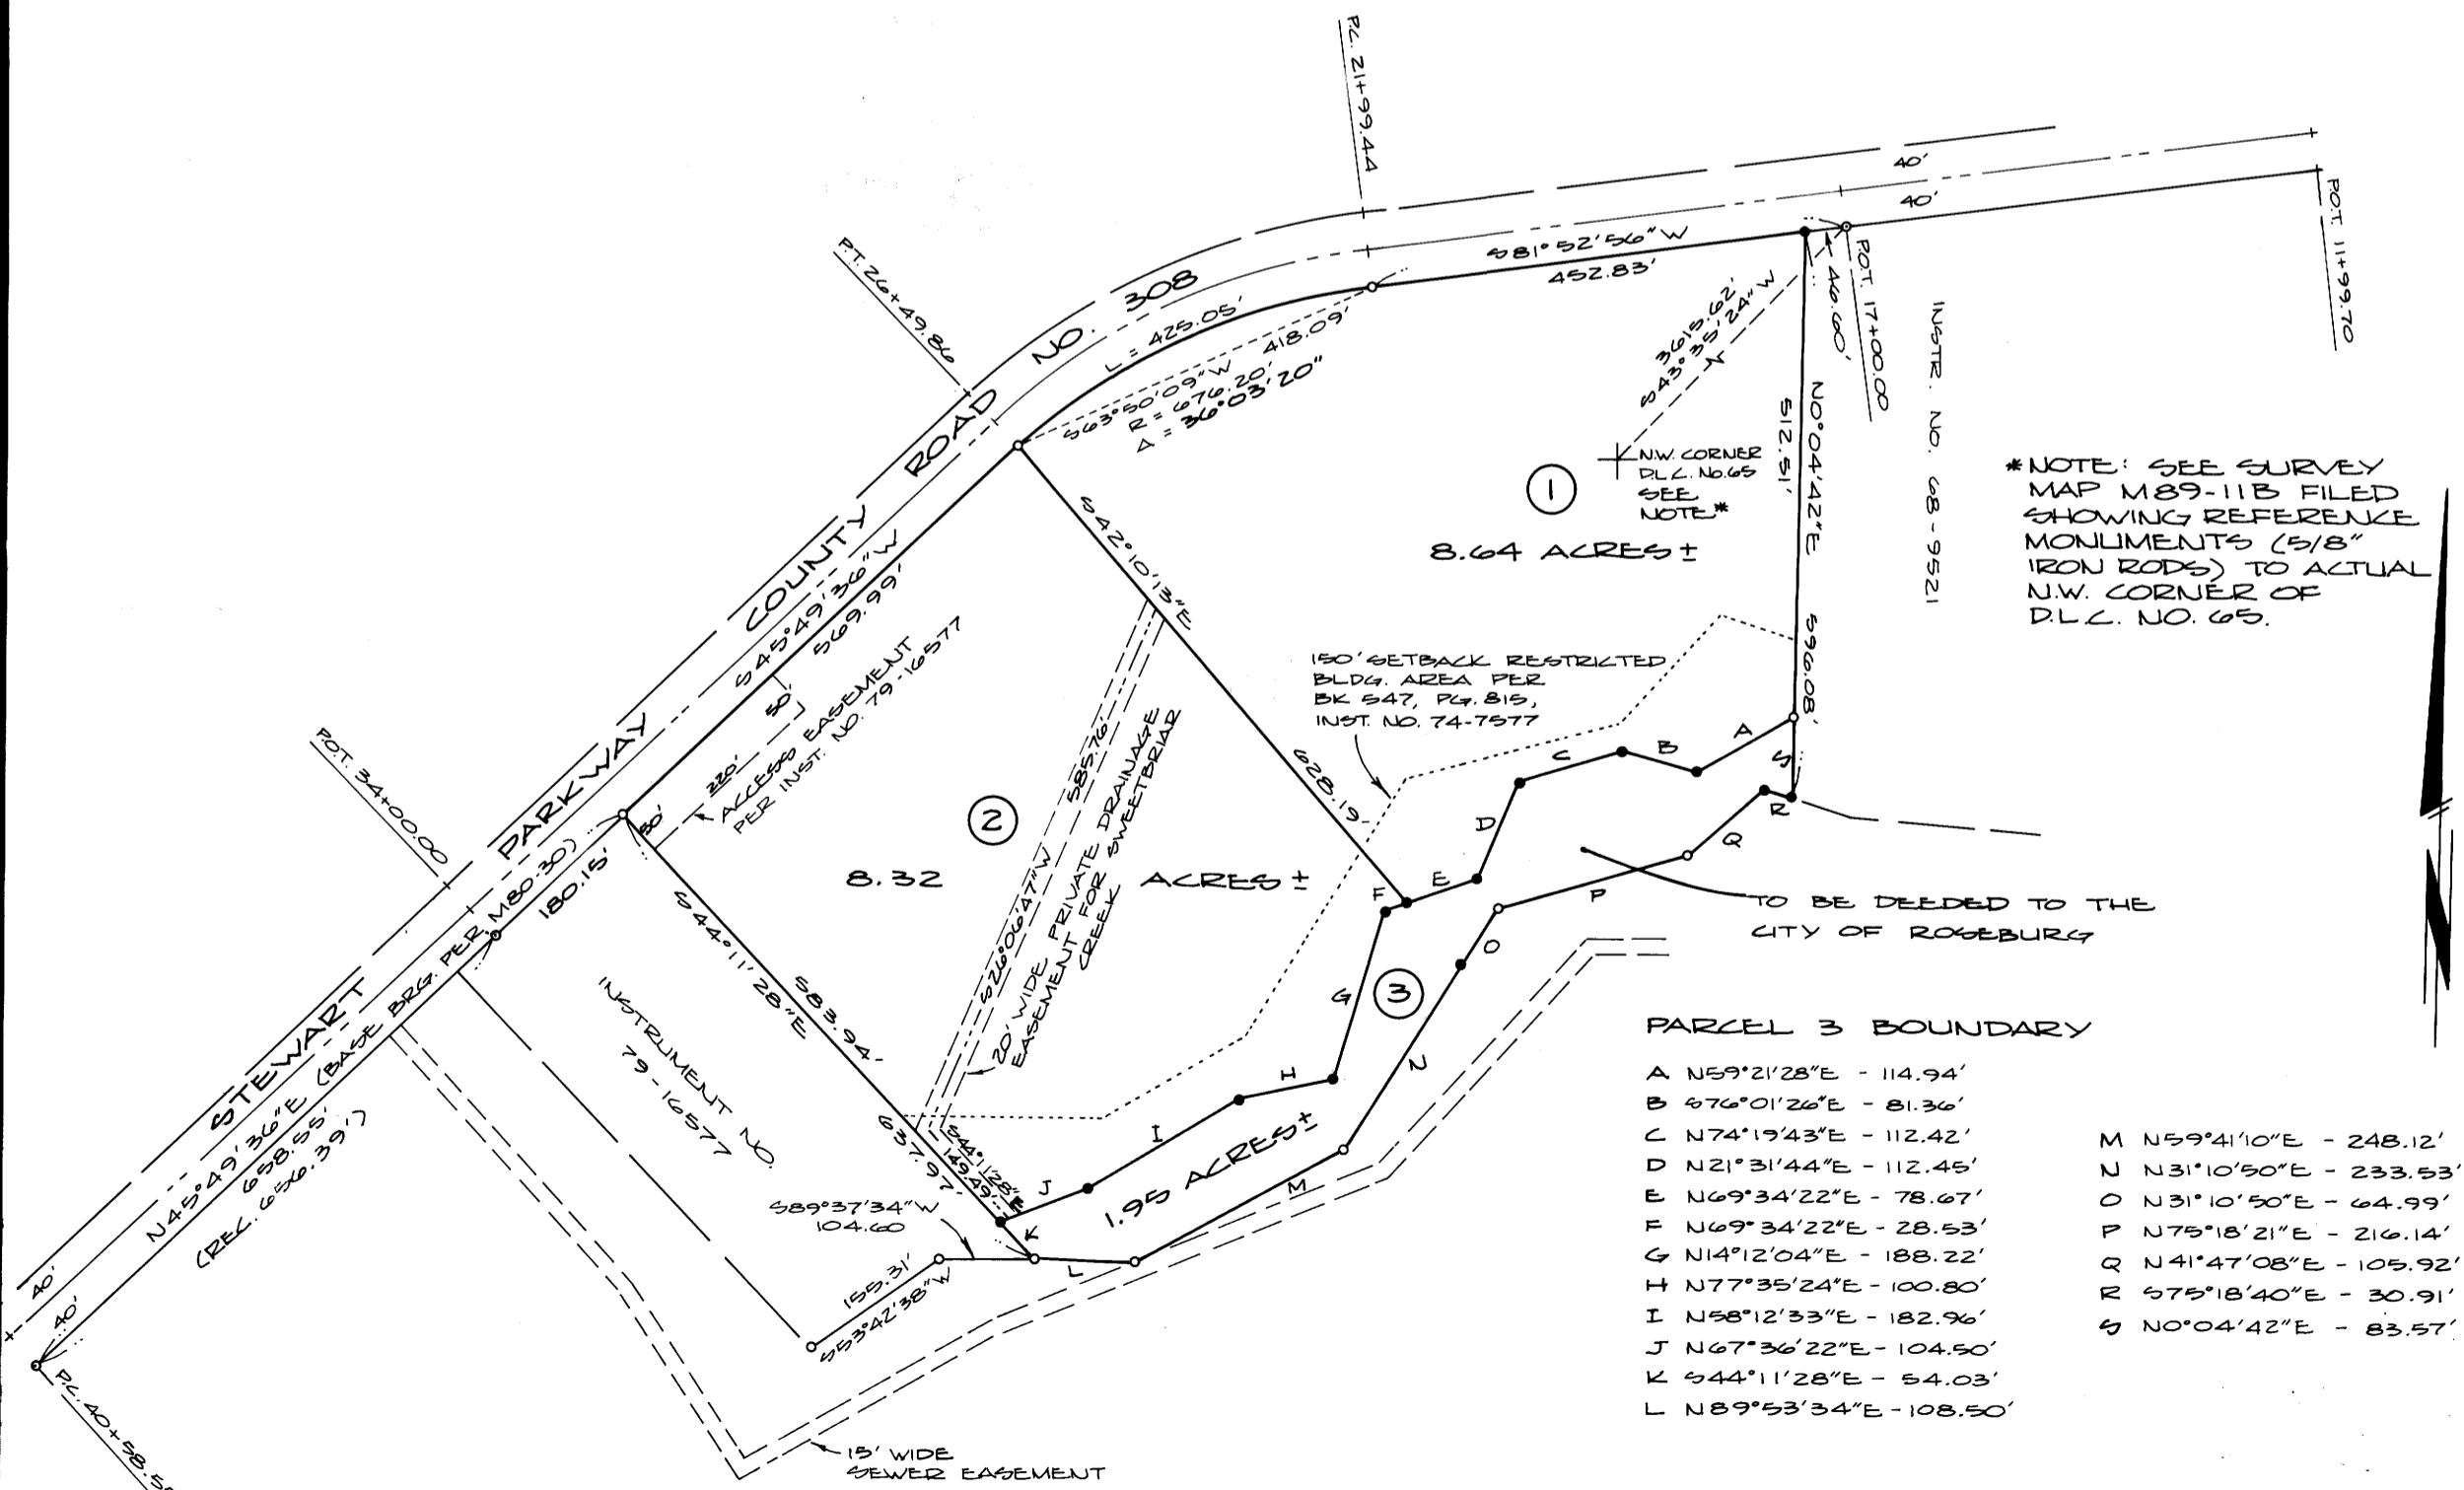 P.C. 21+99.44
40'
40'
P.O.T. 11+99.70
P.T. 26+49.86
NO. 308
S81°52'56"W
452.83'
46.60'
P.O.T. 17+00.00
L = 425.05'
S63°50'09"W 418.09'
R = 676.20'
Δ = 36°03'20"
3615.62'
S43°35'24"W
N.W. CORNER
D.L.C. NO.65
SEE
NOTE*
1
8.64 ACRES ±
N0°04'42"E
512.51'
596.08'
INSTR. NO. 68-9521
*NOTE: SEE SURVEY
MAP M89-11B FILED
SHOWING REFERENCE
MONUMENTS (5/8"
IRON RODS) TO ACTUAL
N.W. CORNER OF
D.L.C. NO. 65.
N
STEWART PARKWAY COUNTY ROAD
S45°49'36"W
569.99'
S42°10'13"E
628.19'
50'
220'
50'
ACCESS EASEMENT
PER INST. NO. 79-16577
P.O.T. 34+00.00
150' SETBACK RESTRICTED
BLDG. AREA PER
BK 547, PG. 815,
INST. NO. 74-7577
C
B
A
S
R
Q
D
E
F
P
O
G
N
H
I
J
K
L
M
2
8.32 ACRES ±
S26°06'47"W 585.76'
20' WIDE PRIVATE DRAINAGE
EASEMENT FOR SWEETBRIAR
CREEK
S44°11'28"E
583.94'
637.97'
S44°11'28"E
149.49'
180.15'
N45°49'36"E (BASE BRG. PER M80-30)
658.55'
(REC. 656.39')
INSTRUMENT NO.
79-16577
S89°37'34"W
104.60
155.31'
S53°42'38"W
3
1.95 ACRES±
TO BE DEEDED TO THE
CITY OF ROSEBURG
40'
40'
15' WIDE
SEWER EASEMENT
PARCEL 3 BOUNDARY
A N59°21'28"E - 114.94'
B S76°01'26"E - 81.36'
C N74°19'43"E - 112.42'
D N21°31'44"E - 112.45'
E N69°34'22"E - 78.67'
F N69°34'22"E - 28.53'
G N14°12'04"E - 188.22'
H N77°35'24"E - 100.80'
I N58°12'33"E - 182.96'
J N67°36'22"E - 104.50'
K S44°11'28"E - 54.03'
L N89°53'34"E - 108.50'
M N59°41'10"E - 248.12'
N N31°10'50"E - 233.53'
O N31°10'50"E - 64.99'
P N75°18'21"E - 216.14'
Q N41°47'08"E - 105.92'
R S75°18'40"E - 30.91'
S N0°04'42"E - 83.57'